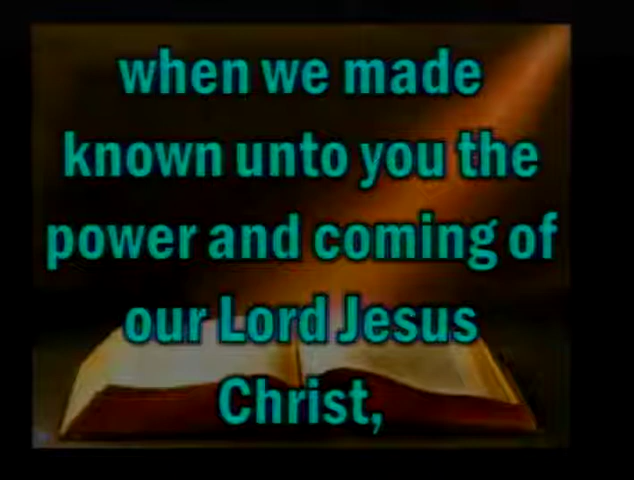 when we made
known unto you the
power and coming of
our Lord Jesus
Christ,